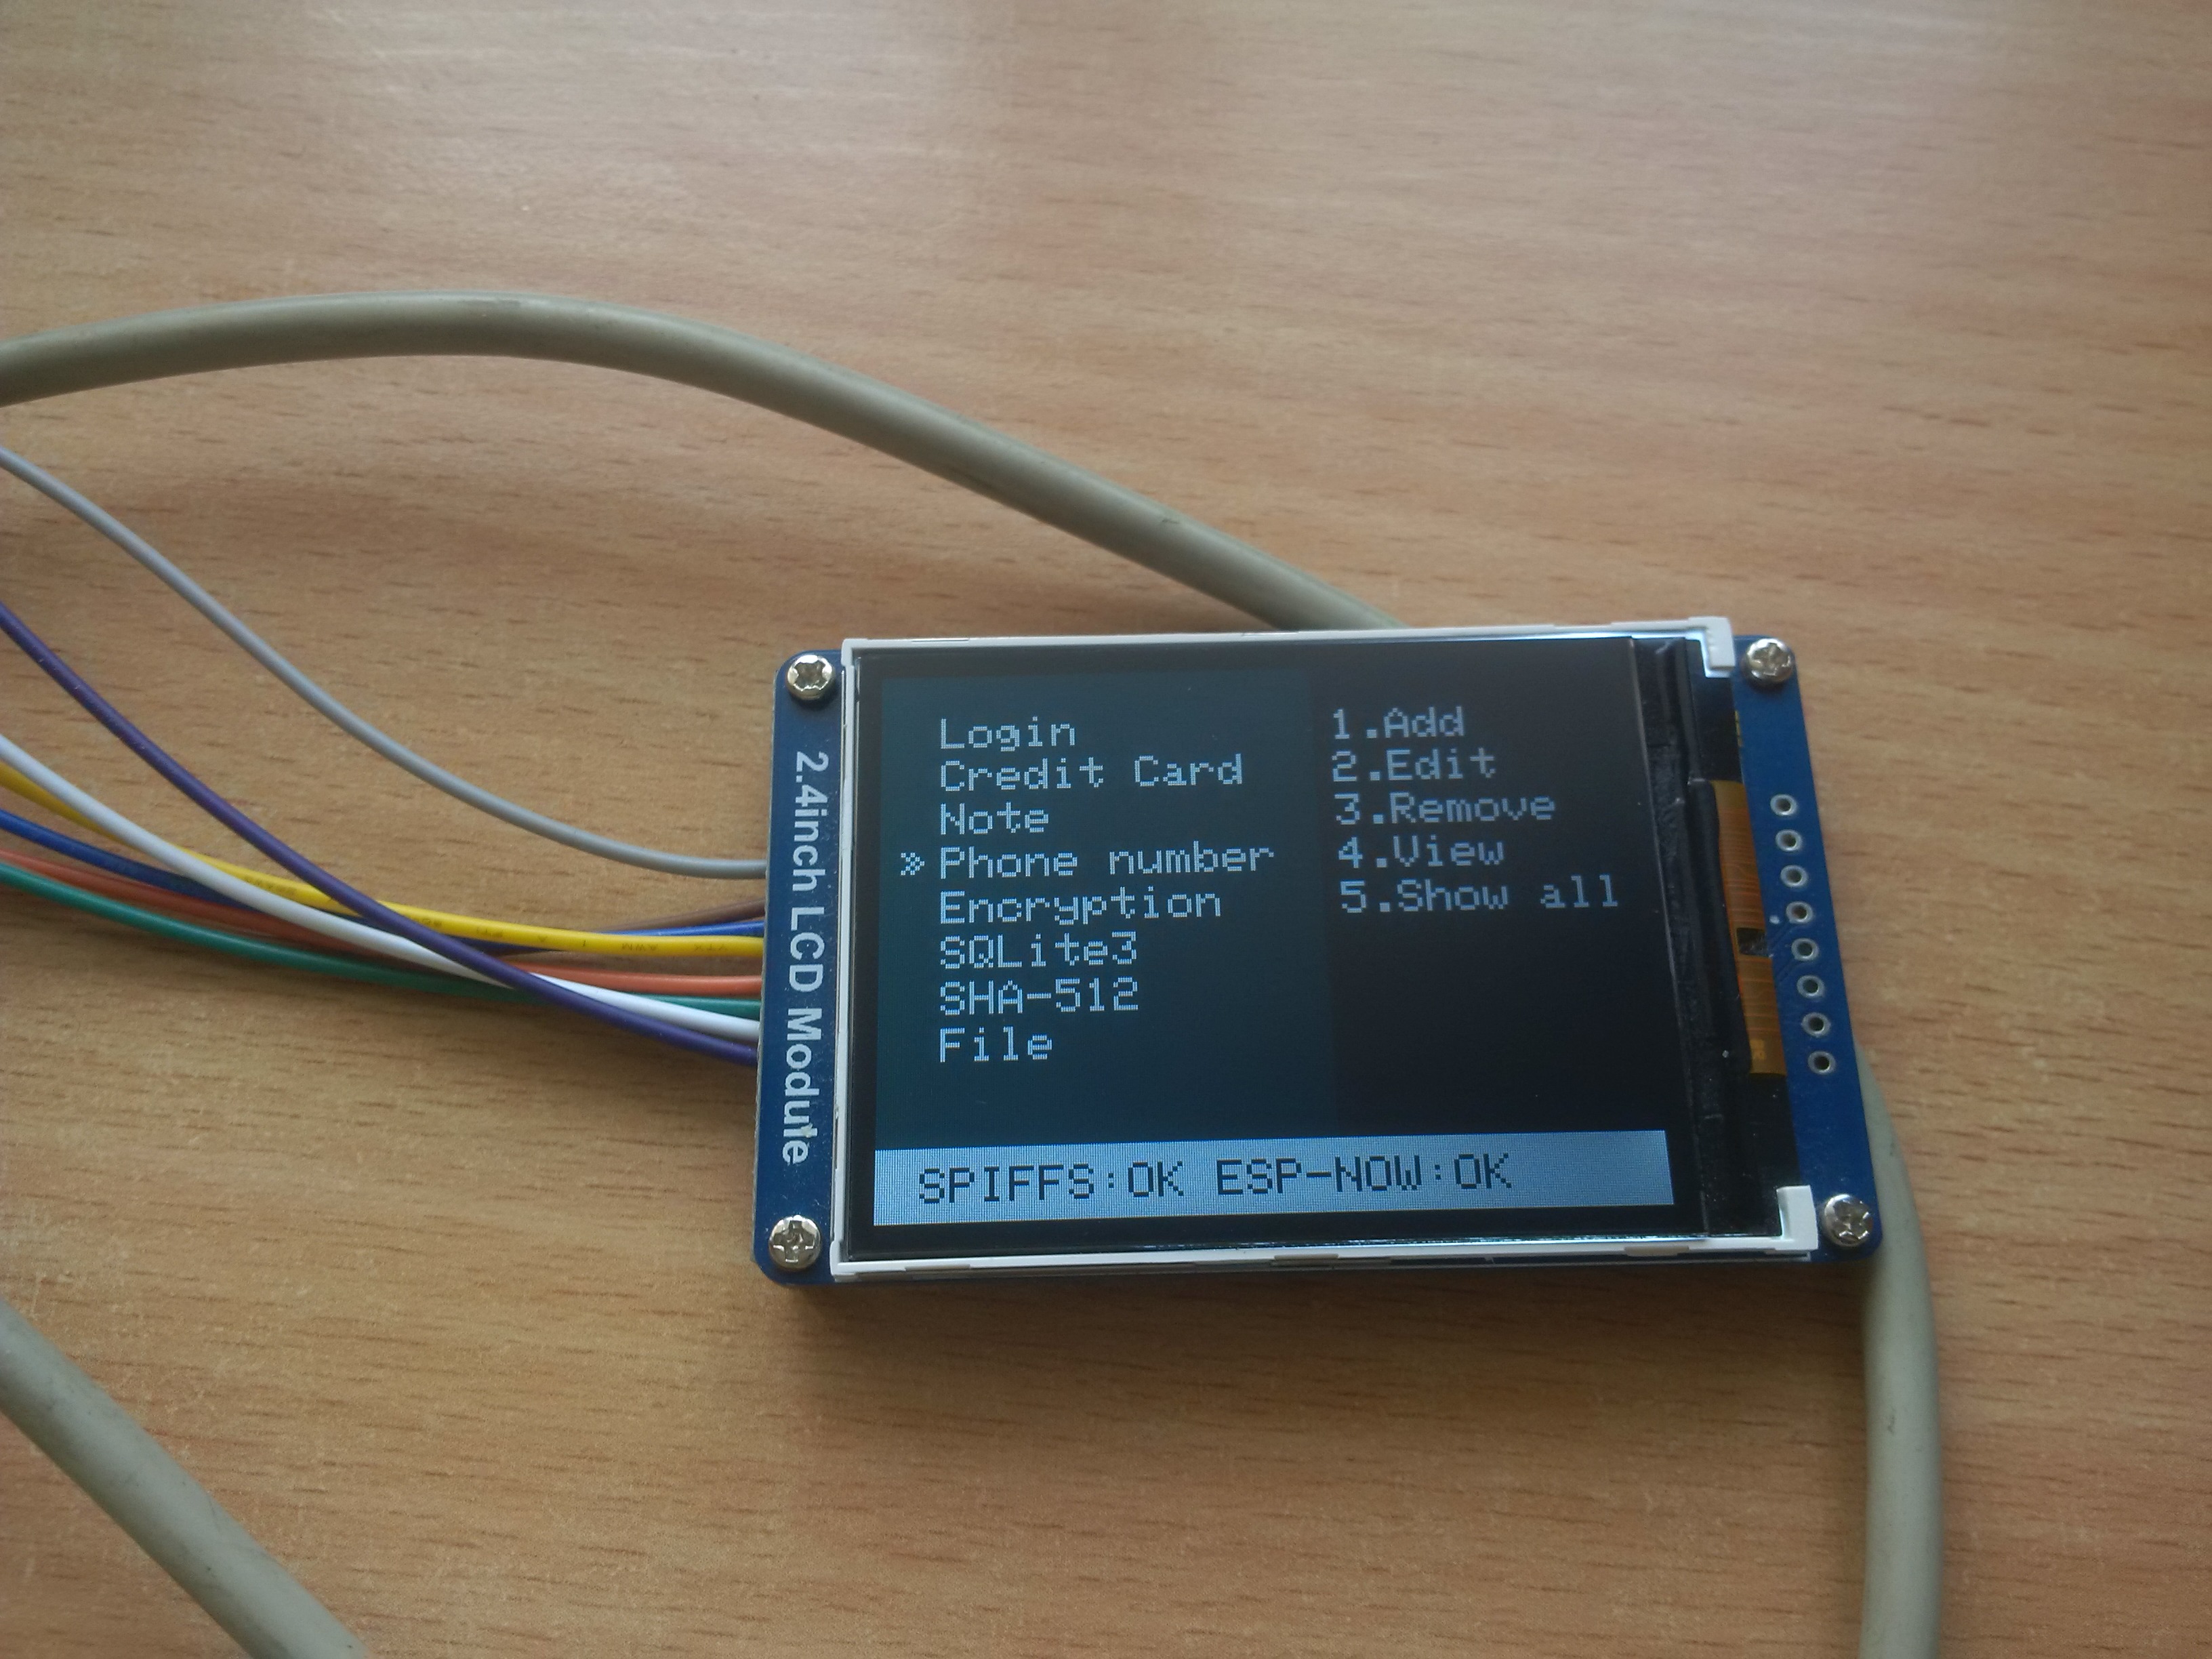 2.4inch LCD Module
Login
Credit Card
Note
» Phone number
Encryption
SQLite3
SHA-512
File
1.Add
2.Edit
3.Remove
4.View
5.Show all
SPIFFS:OK ESP-NOW:OK